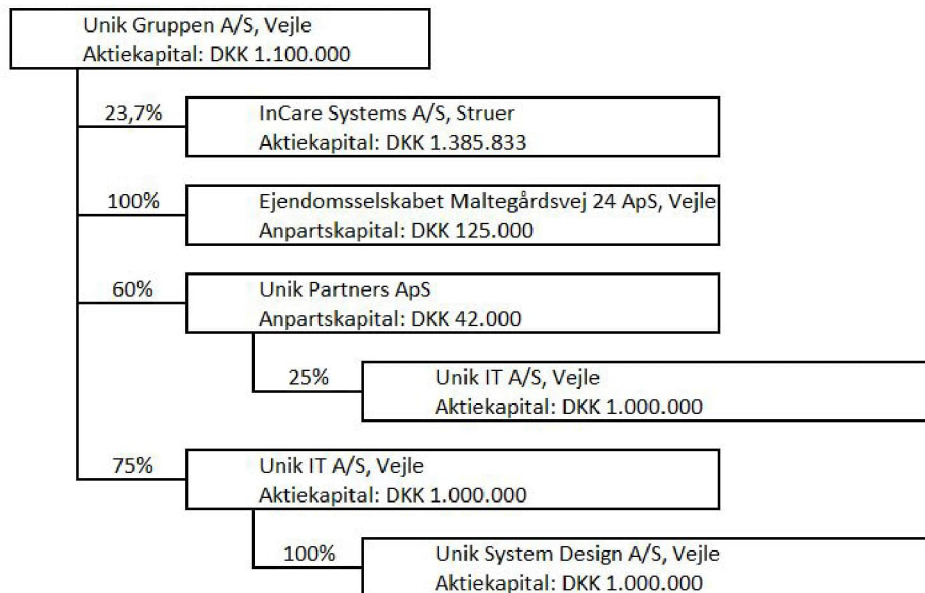 Unik Gruppen A/S, Vejle
Aktiekapital: DKK 1.100.000
23,7%
InCare Systems A/S, Struer
Aktiekapital: DKK 1.385.833
100%
Ejendomsselskabet Maltegårdsvej 24 ApS, Vejle
Anpartskapital: DKK 125.000
60%
Unik Partners ApS
Anpartskapital: DKK 42.000
25%
Unik IT A/S, Vejle
Aktiekapital: DKK 1.000.000
75%
Unik IT A/S, Vejle
Aktiekapital: DKK 1.000.000
100%
Unik System Design A/S, Vejle
Aktiekapital: DKK 1.000.000